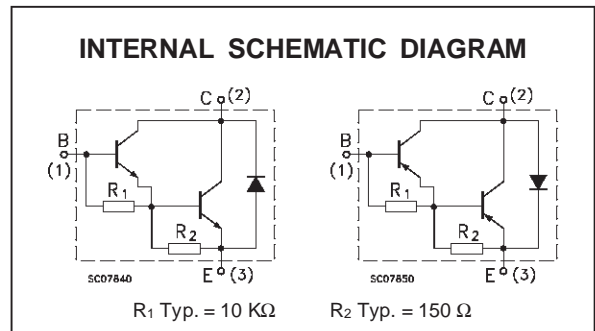 INTERNAL SCHEMATIC DIAGRAM
C (2)
B
(1)
R1
R2
SC07840
E (3)
C (2)
B
(1)
R1
R2
SC07850
E (3)
R1 Typ. = 10 KΩ R2 Typ. = 150 Ω